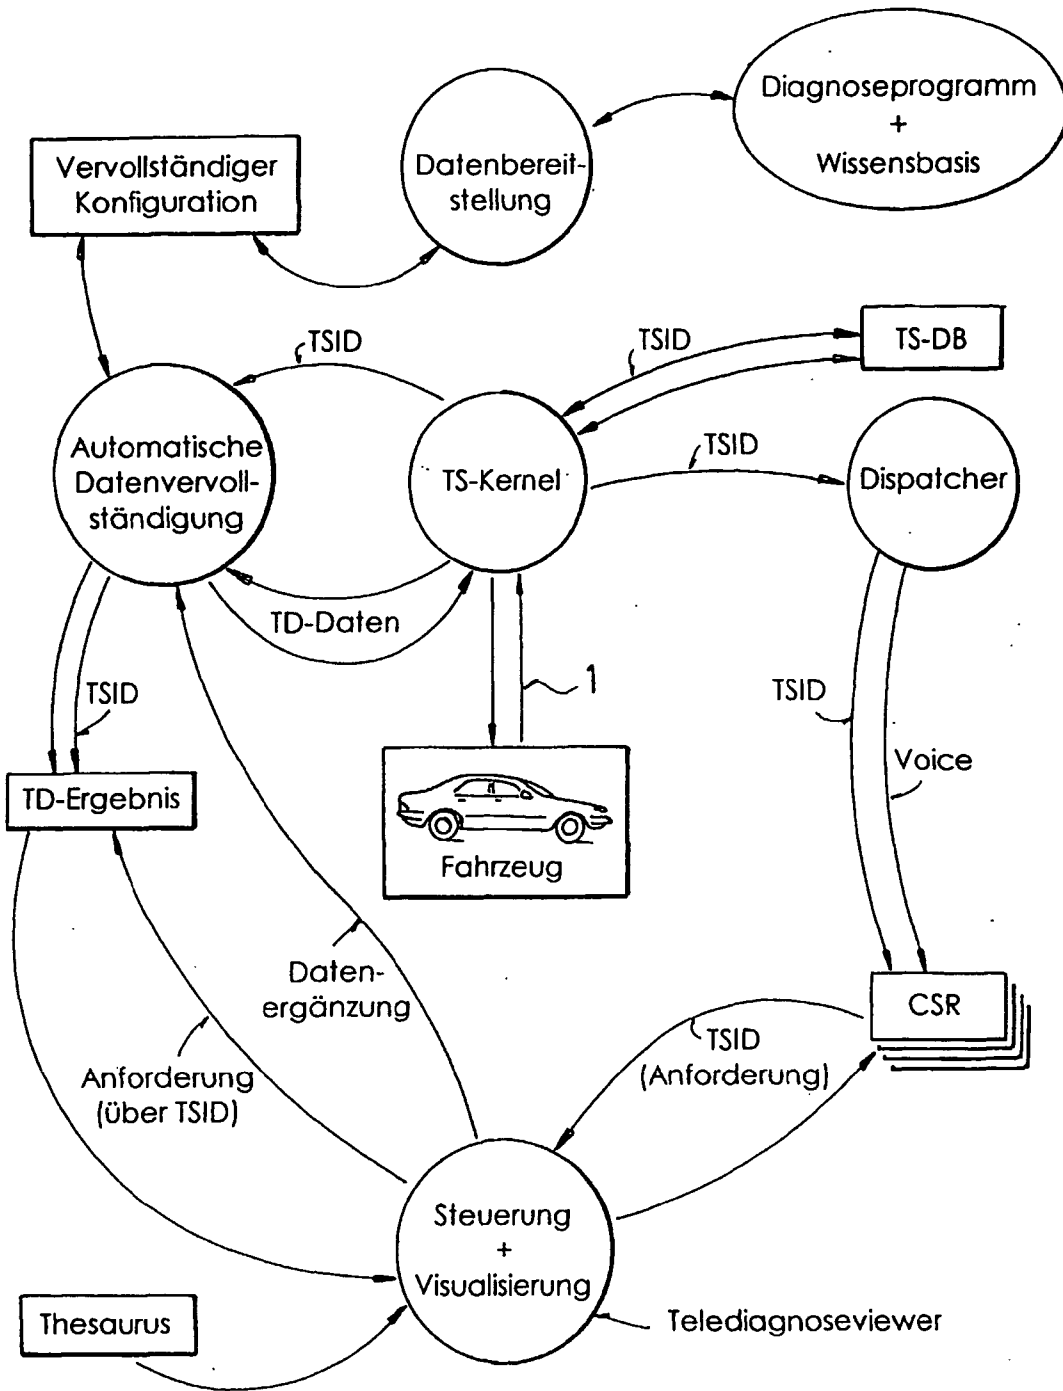 Diagnoseprogramm
+
Wissensbasis
Datenbereit-
stellung
Vervollständiger
Konfiguration
TSID
TSID
TS-DB
Automatische
Datenvervoll-
ständigung
TS-Kernel
TSID
Dispatcher
TD-Daten
TSID
1
TSID
Voice
TD-Ergebnis
Fahrzeug
Daten-
ergänzung
CSR
TSID
(Anforderung)
Anforderung
(über TSID)
Steuerung
+
Visualisierung
Thesaurus
Telediagnoseviewer